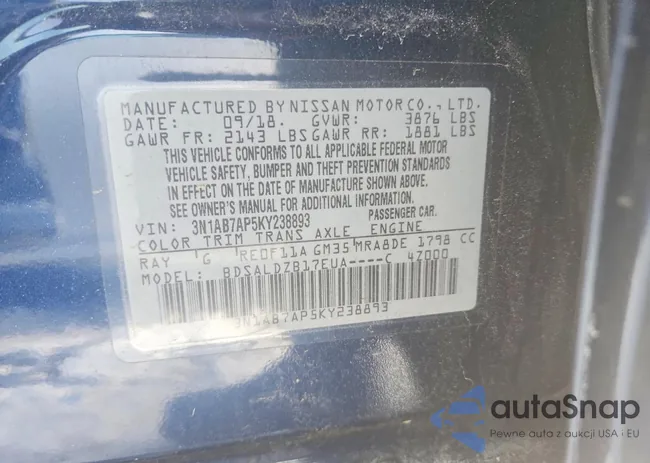 MANUFACTURED BY NISSAN MOTOR CO., LTD.
DATE: 09/18. GVWR: 3876 LBS
GAWR FR: 2143 LBS GAWR RR: 1881 LBS
THIS VEHICLE CONFORMS TO ALL APPLICABLE FEDERAL MOTOR
VEHICLE SAFETY, BUMPER AND THEFT PREVENTION STANDARDS
IN EFFECT ON THE DATE OF MANUFACTURE SHOWN ABOVE.
SEE OWNER'S MANUAL FOR ADDITIONAL INFORMATION.
VIN: 3N1AB7AP5KY238893 PASSENGER CAR.
COLOR TRIM TRANS AXLE ENGINE
RAY G RE0F11A GM35 MRA8DE 1798 CC
MODEL: BDSALDZB17EUA----C 47000
3N1AB7AP5KY238893
autaSnap
Pewne auta z aukcji USA i EU